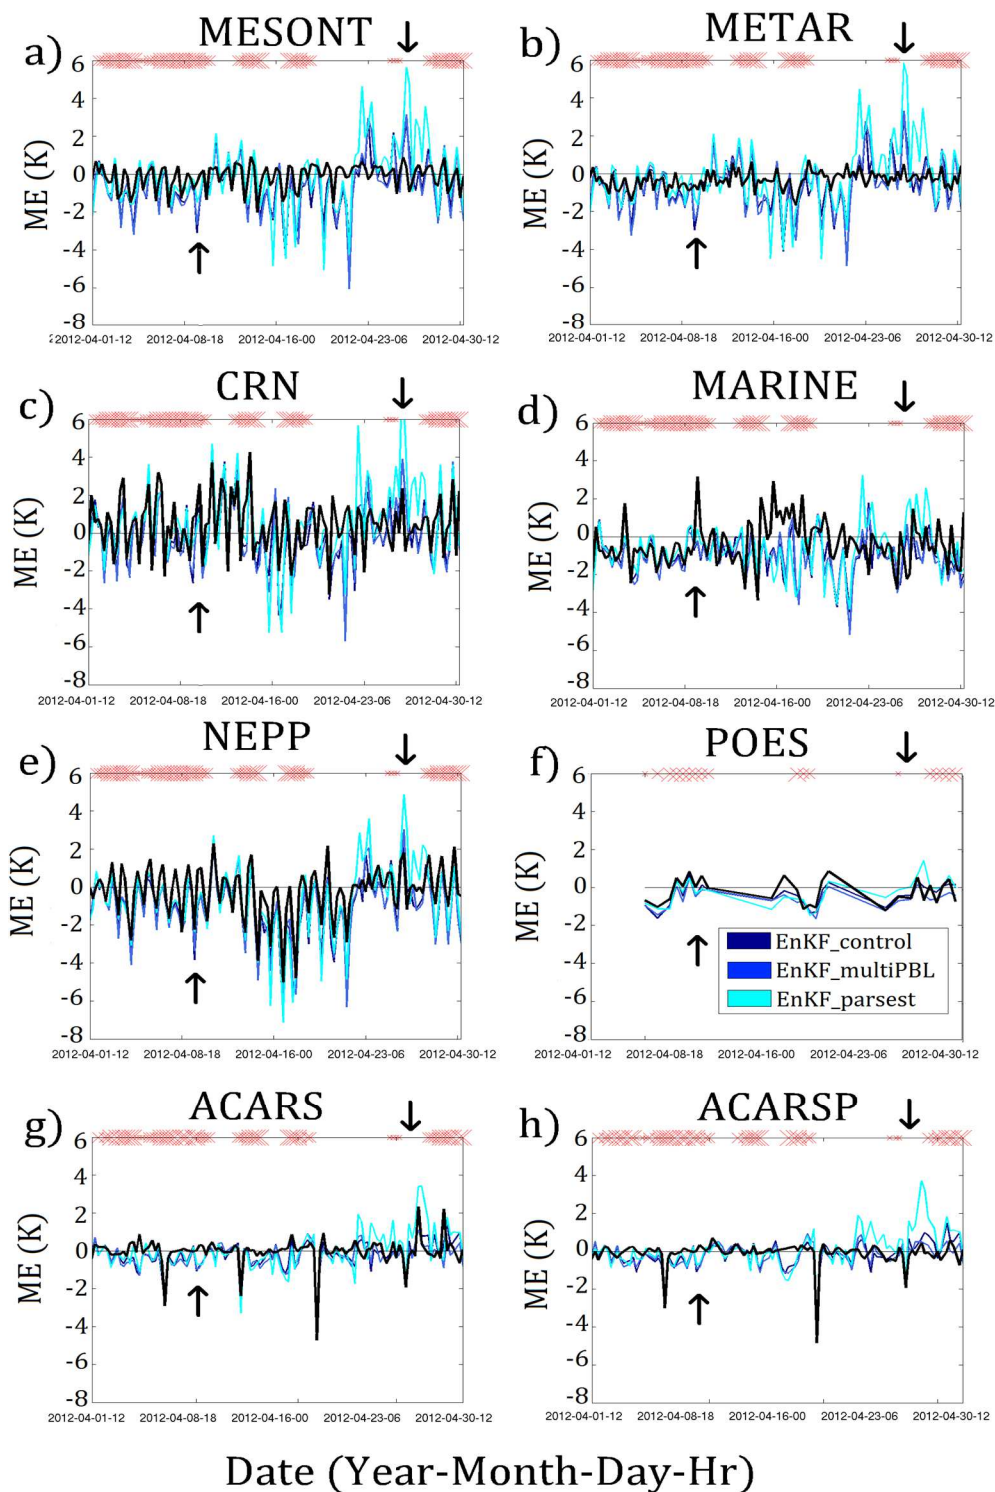 a) MESONT
b) METAR
6
4
2
0
-2
-4
-6
-8
ME (K)
2012-04-01-12 2012-04-08-18 2012-04-16-00 2012-04-23-06 2012-04-30-12
6
4
2
0
-2
-4
-6
-8
ME (K)
2012-04-01-12 2012-04-08-18 2012-04-16-00 2012-04-23-06 2012-04-30-12
c) CRN
d) MARINE
6
4
2
0
-2
-4
-6
-8
ME (K)
2012-04-01-12 2012-04-08-18 2012-04-16-00 2012-04-23-06 2012-04-30-12
6
4
2
0
-2
-4
-6
-8
ME (K)
2012-04-01-12 2012-04-08-18 2012-04-16-00 2012-04-23-06 2012-04-30-12
e) NEPP
f) POES
6
4
2
0
-2
-4
-6
-8
ME (K)
2012-04-01-12 2012-04-08-18 2012-04-16-00 2012-04-23-06 2012-04-30-12
6
4
2
0
-2
-4
-6
-8
ME (K)
EnKF_control
EnKF_multiPBL
EnKF_parsest
2012-04-01-12 2012-04-08-18 2012-04-16-00 2012-04-23-06 2012-04-30-12
g) ACARS
h) ACARSP
6
4
2
0
-2
-4
-6
-8
ME (K)
2012-04-01-12 2012-04-08-18 2012-04-16-00 2012-04-23-06 2012-04-30-12
6
4
2
0
-2
-4
-6
-8
ME (K)
2012-04-01-12 2012-04-08-18 2012-04-16-00 2012-04-23-06 2012-04-30-12
Date (Year-Month-Day-Hr)